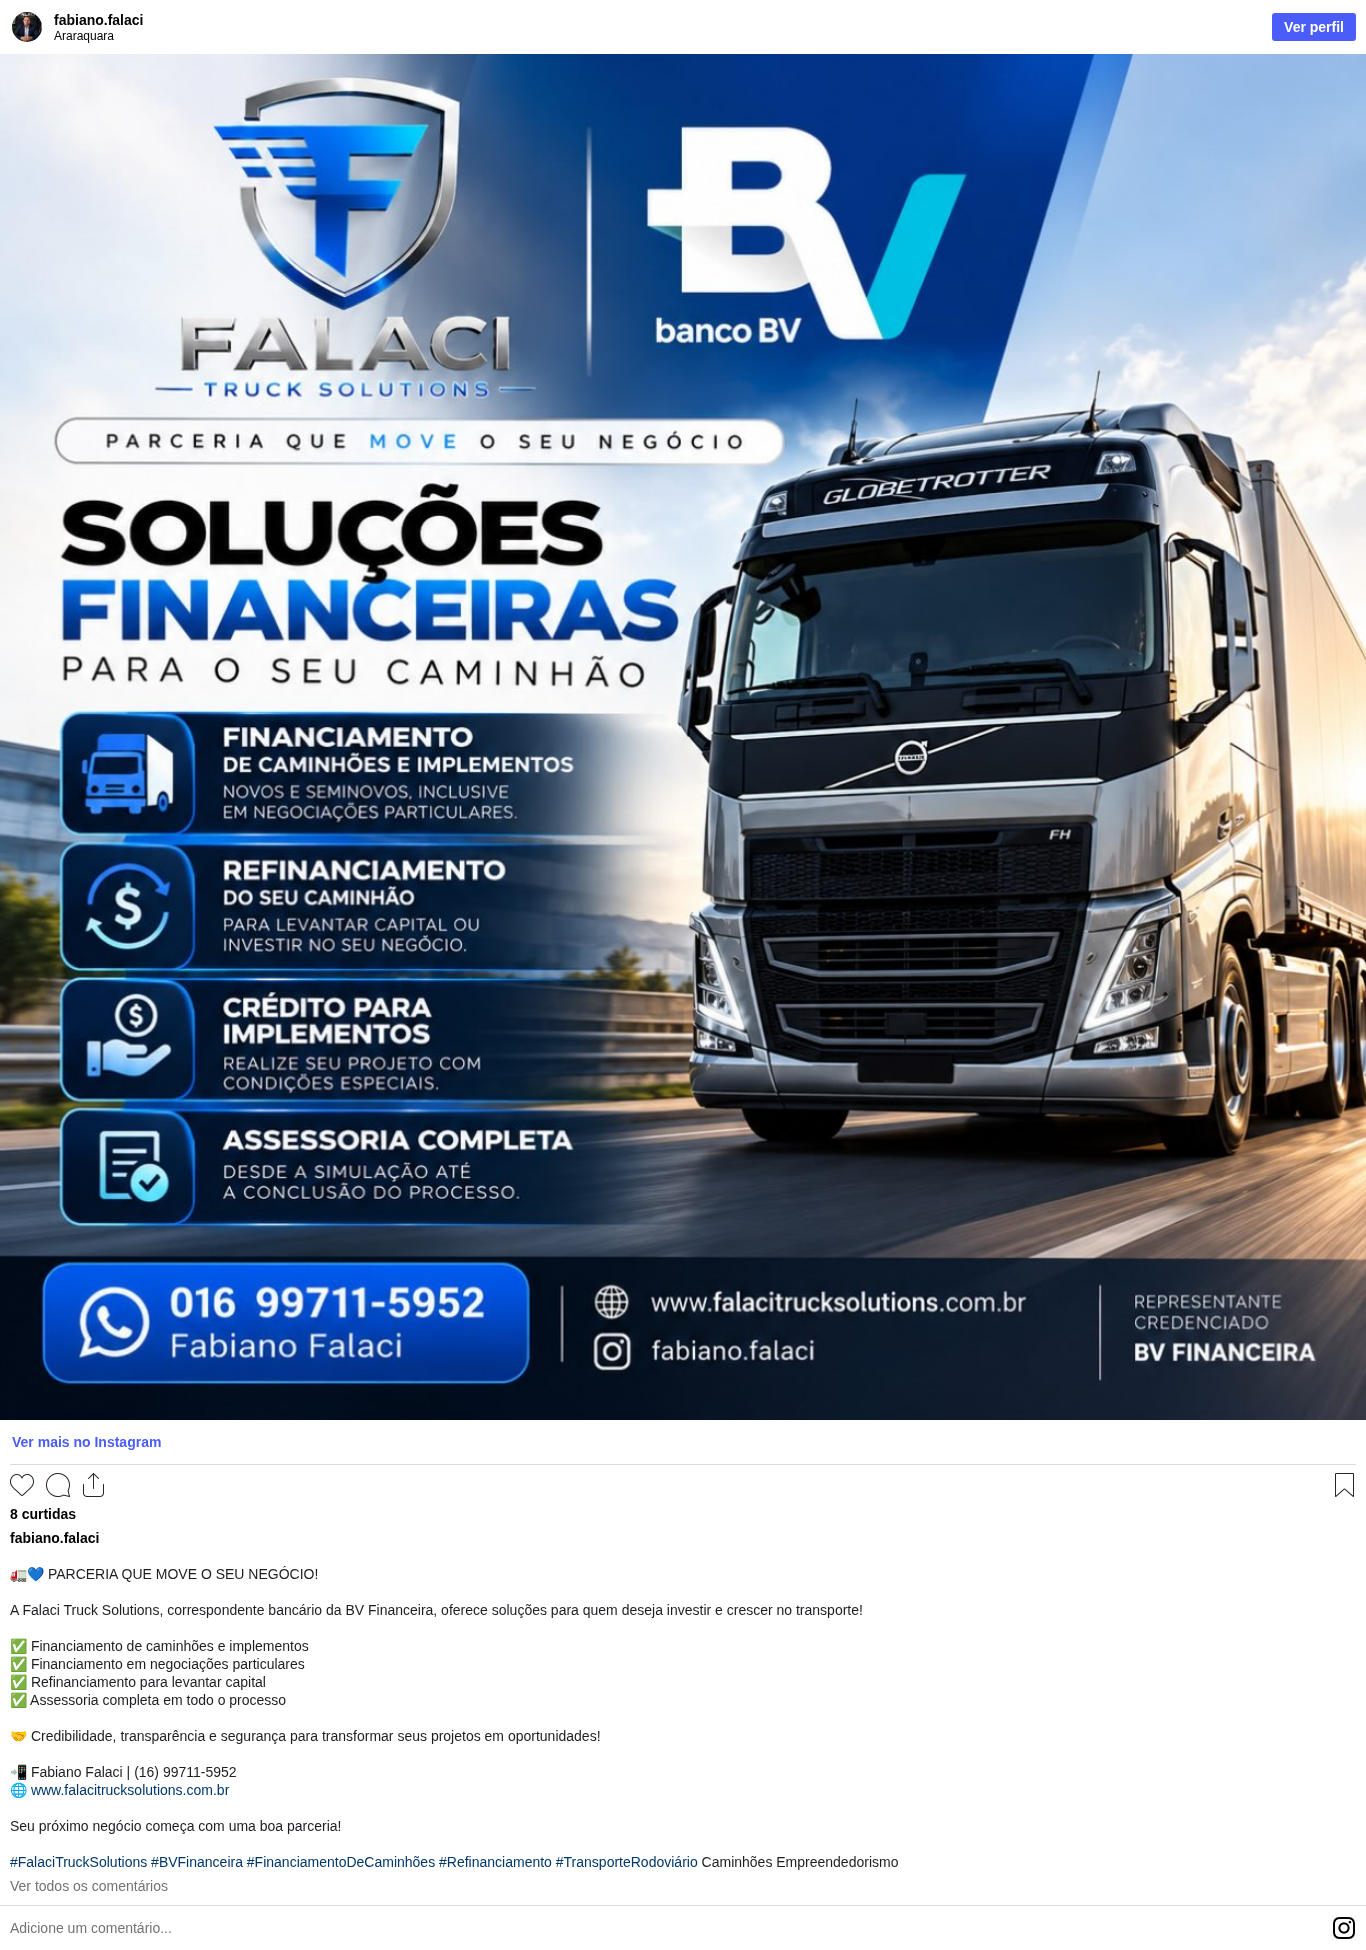 fabiano.falaci
Araraquara
Ver perfil
F
FALACI
TRUCK SOLUTIONS
BV
banco BV
PARCERIA QUE MOVE O SEU NEGÓCIO
SOLUÇÕES
FINANCEIRAS
PARA O SEU CAMINHÃO
GLOBETROTTER
VOLVO
FH
FINANCIAMENTO
DE CAMINHÕES E IMPLEMENTOS
NOVOS E SEMINOVOS, INCLUSIVE
EM NEGOCIAÇÕES PARTICULARES.
REFINANCIAMENTO
DO SEU CAMINHÃO
PARA LEVANTAR CAPITAL OU
INVESTIR NO SEU NEGÓCIO.
CRÉDITO PARA
IMPLEMENTOS
REALIZE SEU PROJETO COM
CONDIÇÕES ESPECIAIS.
ASSESSORIA COMPLETA
DESDE A SIMULAÇÃO ATÉ
A CONCLUSÃO DO PROCESSO.
016 99711-5952
Fabiano Falaci
www.falacitrucksolutions.com.br
fabiano.falaci
REPRESENTANTE
CREDENCIADO
BV FINANCEIRA
Ver mais no Instagram
8 curtidas
fabiano.falaci
🚛💙 PARCERIA QUE MOVE O SEU NEGÓCIO!
A Falaci Truck Solutions, correspondente bancário da BV Financeira, oferece soluções para quem deseja investir e crescer no transporte!
✅ Financiamento de caminhões e implementos
✅ Financiamento em negociações particulares
✅ Refinanciamento para levantar capital
✅ Assessoria completa em todo o processo
🤝 Credibilidade, transparência e segurança para transformar seus projetos em oportunidades!
📲 Fabiano Falaci | (16) 99711-5952
🌐 www.falacitrucksolutions.com.br
Seu próximo negócio começa com uma boa parceria!
#FalaciTruckSolutions #BVFinanceira #FinanciamentoDeCaminhões #Refinanciamento #TransporteRodoviário Caminhões Empreendedorismo
Ver todos os comentários
Adicione um comentário...